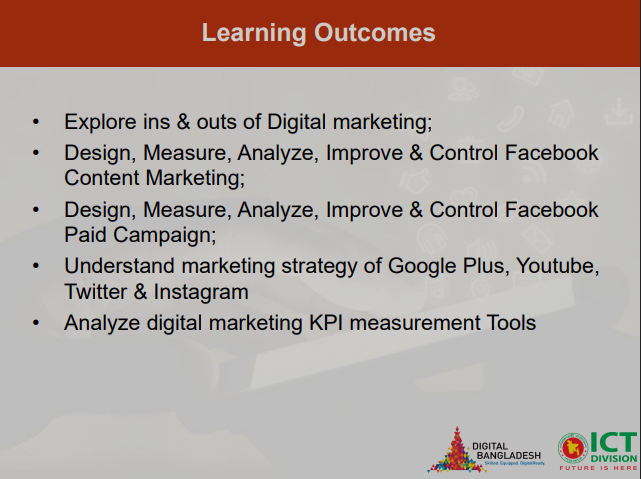 Learning Outcomes
• Explore ins & outs of Digital marketing;
• Design, Measure, Analyze, Improve & Control Facebook
Content Marketing;
• Design, Measure, Analyze, Improve & Control Facebook
Paid Campaign;
• Understand marketing strategy of Google Plus, Youtube,
Twitter & Instagram
• Analyze digital marketing KPI measurement Tools
DIGITAL
BANGLADESH
Skilled. Equipped. DigitalReady.
ICT
DIVISION
FUTURE IS HERE